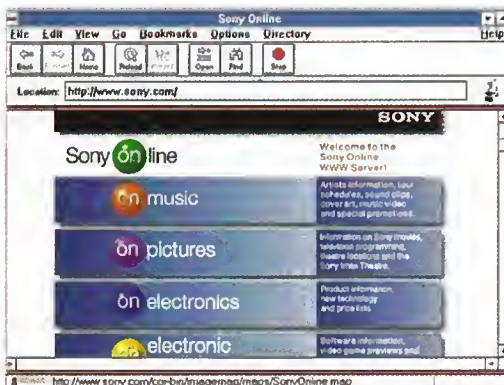 Sony Online
File Edit View Go Bookmarks Options Directory Help
Back Home Reload Open Find Stop
Location: http://www.sony.com/
SONY
Sony on line
Welcome to the
Sony Online
WWW Server!
on music
Artists information, tour
schedules, sound clips,
cover art, music video
and special promotions.
on pictures
Information on Sony movies,
television programming,
theatre locations and the
Sony Imax Theatre.
on electronics
Product information,
new technology
and price lists
electronic
Software information,
video game previews and
http://www.sony.com/cgi-bin/imagemap/maps/SonyOnline.map